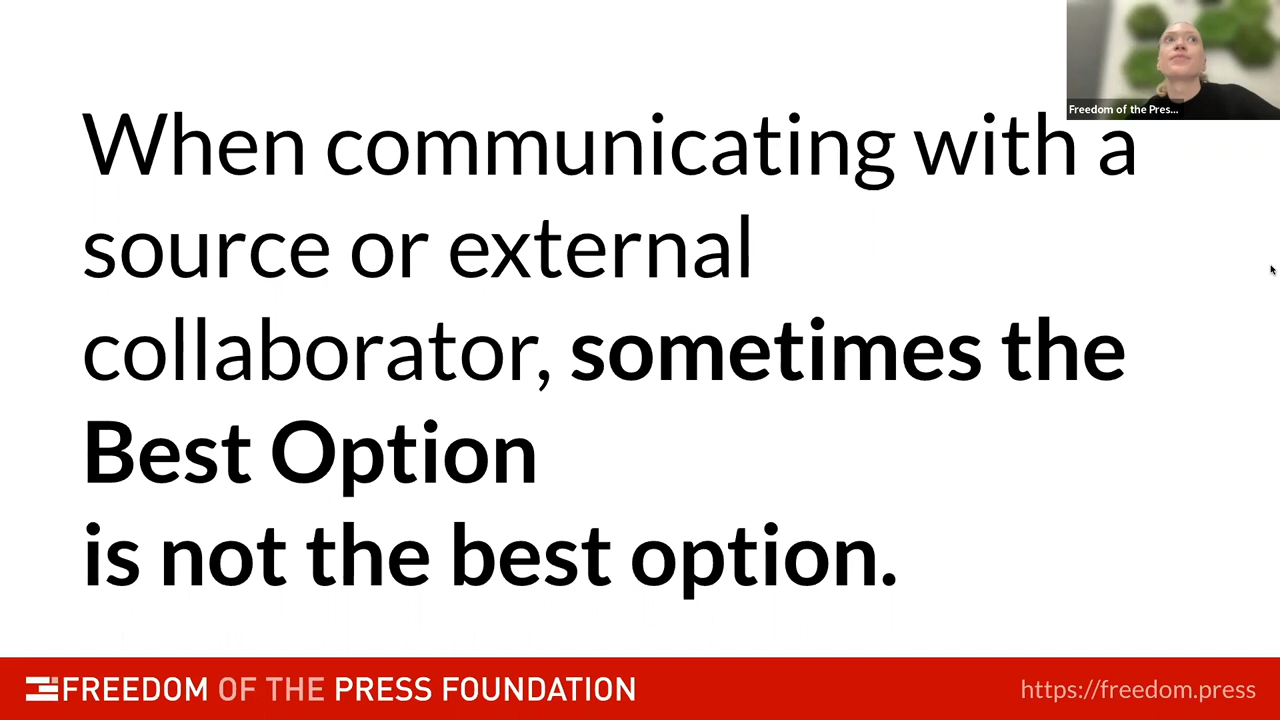 Freedom of the Pres...
When communicating with a
source or external
collaborator, sometimes the
Best Option
is not the best option.
FREEDOM OF THE PRESS FOUNDATION
https://freedom.press